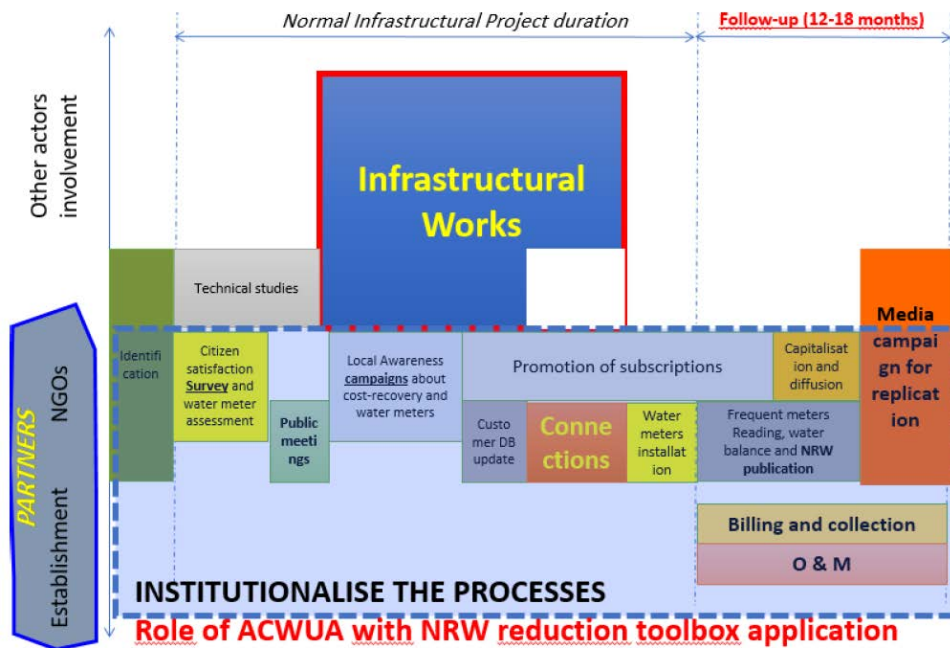 Normal Infrastructural Project duration
Follow-up (12-18 months)
Other actors
involvement
Infrastructural
Works
Technical studies
PARTNERS
NGOs
Establishment
Identifi
cation
Citizen
satisfaction
Survey and
water meter
assessment
Public
meeti
ngs
Local Awareness
campaigns about
cost-recovery and
water meters
Promotion of subscriptions
Custo
mer DB
update
Conne
ctions
Water
meters
installat
ion
Capitalisat
ion and
diffusion
Frequent meters
Reading, water
balance and NRW
publication
Media
campai
gn for
replicat
ion
Billing and collection
O & M
INSTITUTIONALISE THE PROCESSES
Role of ACWUA with NRW reduction toolbox application